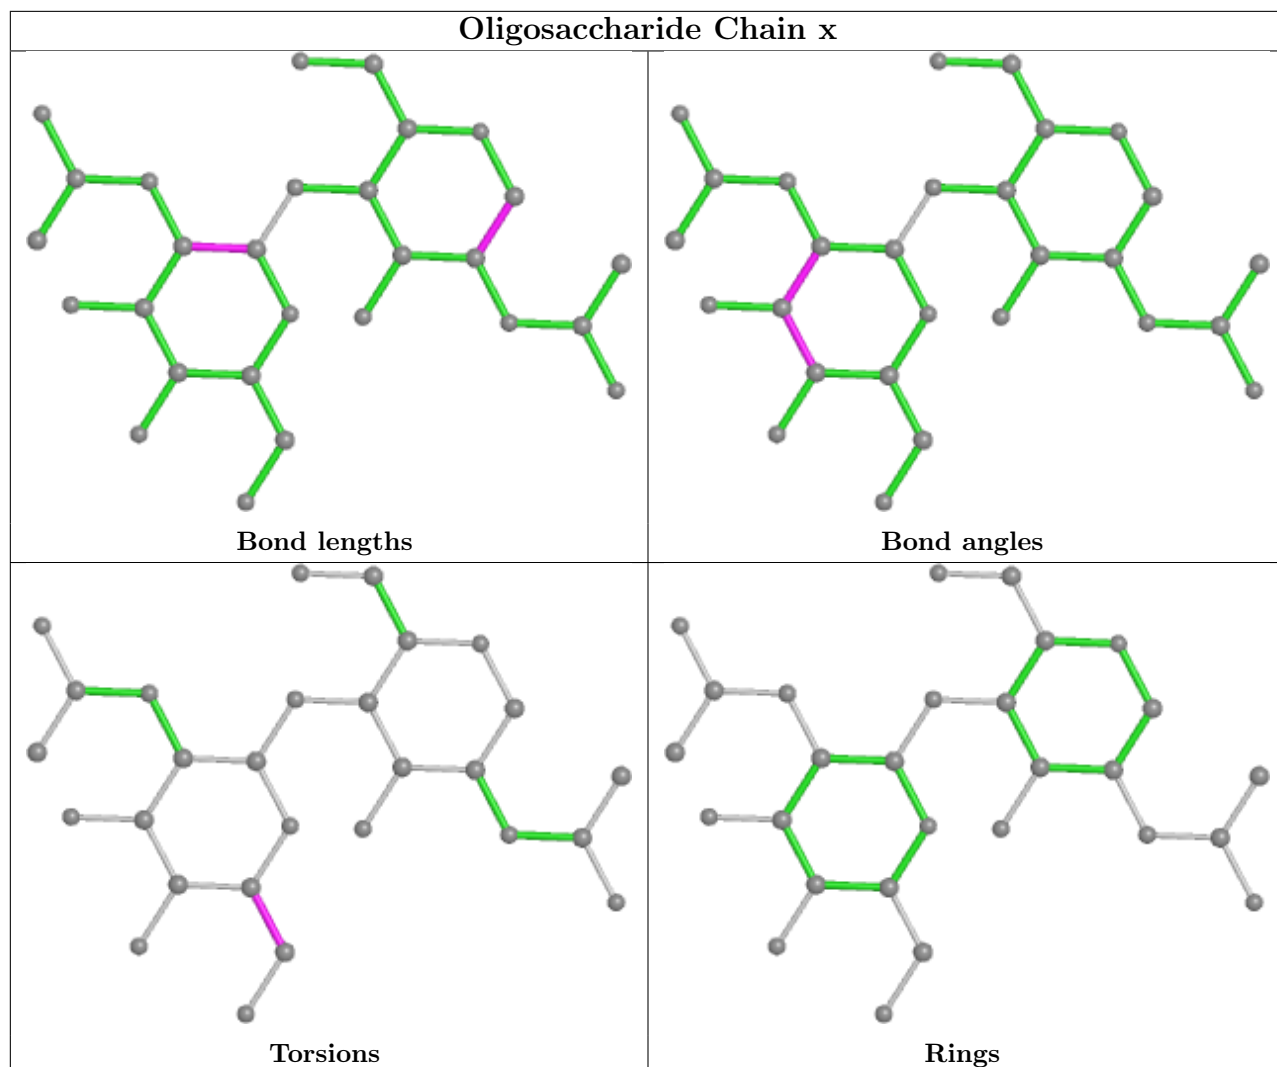 Oligosaccharide Chain x
Bond lengths
Bond angles
Torsions
Rings